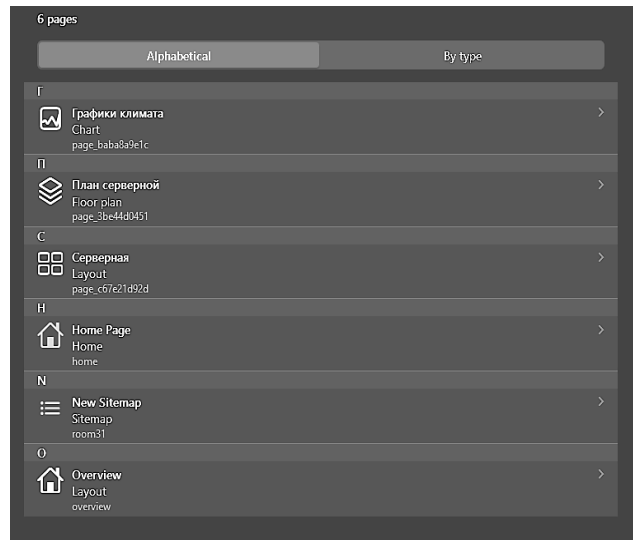 6 pages
Alphabetical
By type
Г
Графики климата
Chart
page_baba8a9e1c
П
План серверной
Floor plan
page_3be44d0451
С
Серверная
Layout
page_c67e21d92d
H
Home Page
Home
home
N
New Sitemap
Sitemap
room31
O
Overview
Layout
overview